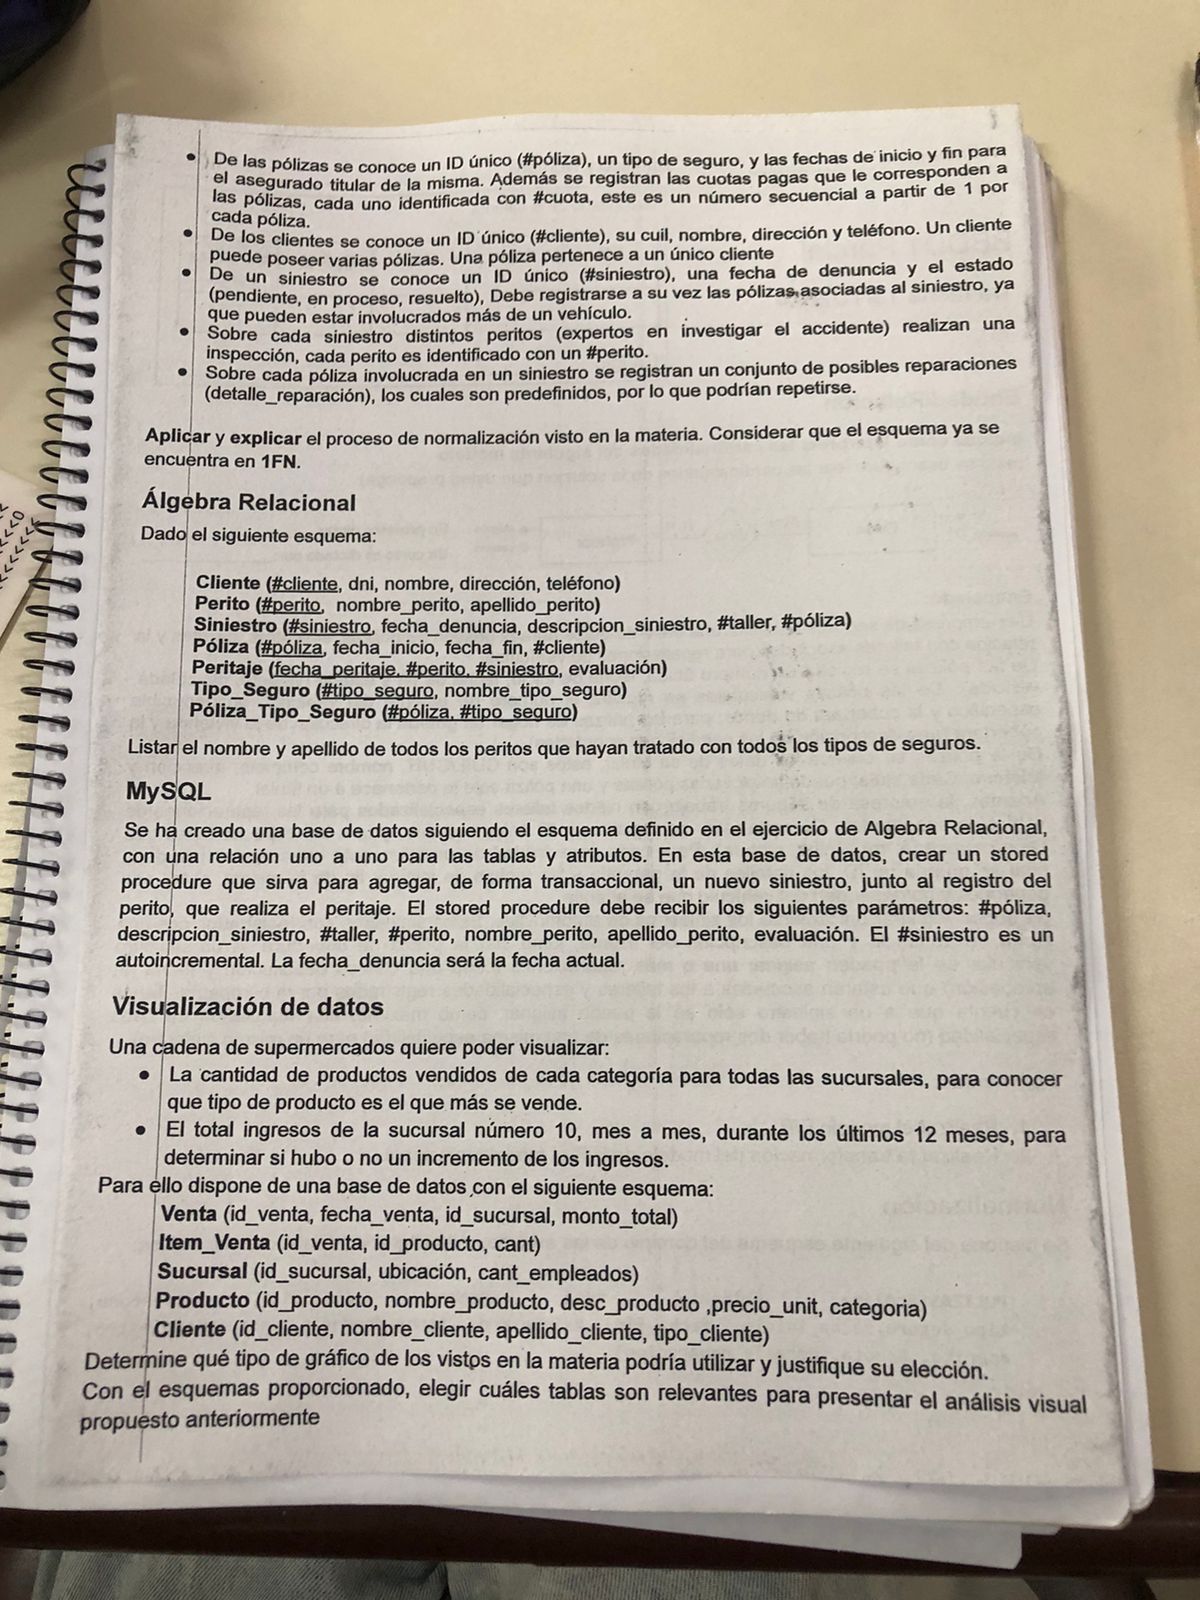 • De las pólizas se conoce un ID único (#póliza), un tipo de seguro, y las fechas de inicio y fin para
el asegurado titular de la misma. Además se registran las cuotas pagas que le corresponden a
las pólizas, cada uno identificada con #cuota, este es un número secuencial a partir de 1 por
cada póliza.
• De los clientes se conoce un ID único (#cliente), su cuil, nombre, dirección y teléfono. Un cliente
puede poseer varias pólizas. Una póliza pertenece a un único cliente
• De un siniestro se conoce un ID único (#siniestro), una fecha de denuncia y el estado
(pendiente, en proceso, resuelto), Debe registrarse a su vez las pólizas asociadas al siniestro, ya
que pueden estar involucrados más de un vehículo.
• Sobre cada siniestro distintos peritos (expertos en investigar el accidente) realizan una
inspección, cada perito es identificado con un #perito.
• Sobre cada póliza involucrada en un siniestro se registran un conjunto de posibles reparaciones
(detalle_reparación), los cuales son predefinidos, por lo que podrían repetirse.
Aplicar y explicar el proceso de normalización visto en la materia. Considerar que el esquema ya se
encuentra en 1FN.
Álgebra Relacional
Dado el siguiente esquema:
Cliente (#cliente, dni, nombre, dirección, teléfono)
Perito (#perito, nombre_perito, apellido_perito)
Siniestro (#siniestro, fecha_denuncia, descripcion_siniestro, #taller, #póliza)
Póliza (#póliza, fecha_inicio, fecha_fin, #cliente)
Peritaje (fecha_peritaje, #perito, #siniestro, evaluación)
Tipo_Seguro (#tipo_seguro, nombre_tipo_seguro)
Póliza_Tipo_Seguro (#póliza, #tipo_seguro)
Listar el nombre y apellido de todos los peritos que hayan tratado con todos los tipos de seguros.
MySQL
Se ha creado una base de datos siguiendo el esquema definido en el ejercicio de Algebra Relacional,
con una relación uno a uno para las tablas y atributos. En esta base de datos, crear un stored
procedure que sirva para agregar, de forma transaccional, un nuevo siniestro, junto al registro del
perito, que realiza el peritaje. El stored procedure debe recibir los siguientes parámetros: #póliza,
descripcion_siniestro, #taller, #perito, nombre_perito, apellido_perito, evaluación. El #siniestro es un
autoincremental. La fecha_denuncia será la fecha actual.
Visualización de datos
Una cadena de supermercados quiere poder visualizar:
• La cantidad de productos vendidos de cada categoría para todas las sucursales, para conocer
que tipo de producto es el que más se vende.
• El total ingresos de la sucursal número 10, mes a mes, durante los últimos 12 meses, para
determinar si hubo o no un incremento de los ingresos.
Para ello dispone de una base de datos con el siguiente esquema:
Venta (id_venta, fecha_venta, id_sucursal, monto_total)
Item_Venta (id_venta, id_producto, cant)
Sucursal (id_sucursal, ubicación, cant_empleados)
Producto (id_producto, nombre_producto, desc_producto ,precio_unit, categoria)
Cliente (id_cliente, nombre_cliente, apellido_cliente, tipo_cliente)
Determine qué tipo de gráfico de los vistos en la materia podría utilizar y justifique su elección.
Con el esquemas proporcionado, elegir cuáles tablas son relevantes para presentar el análisis visual
propuesto anteriormente